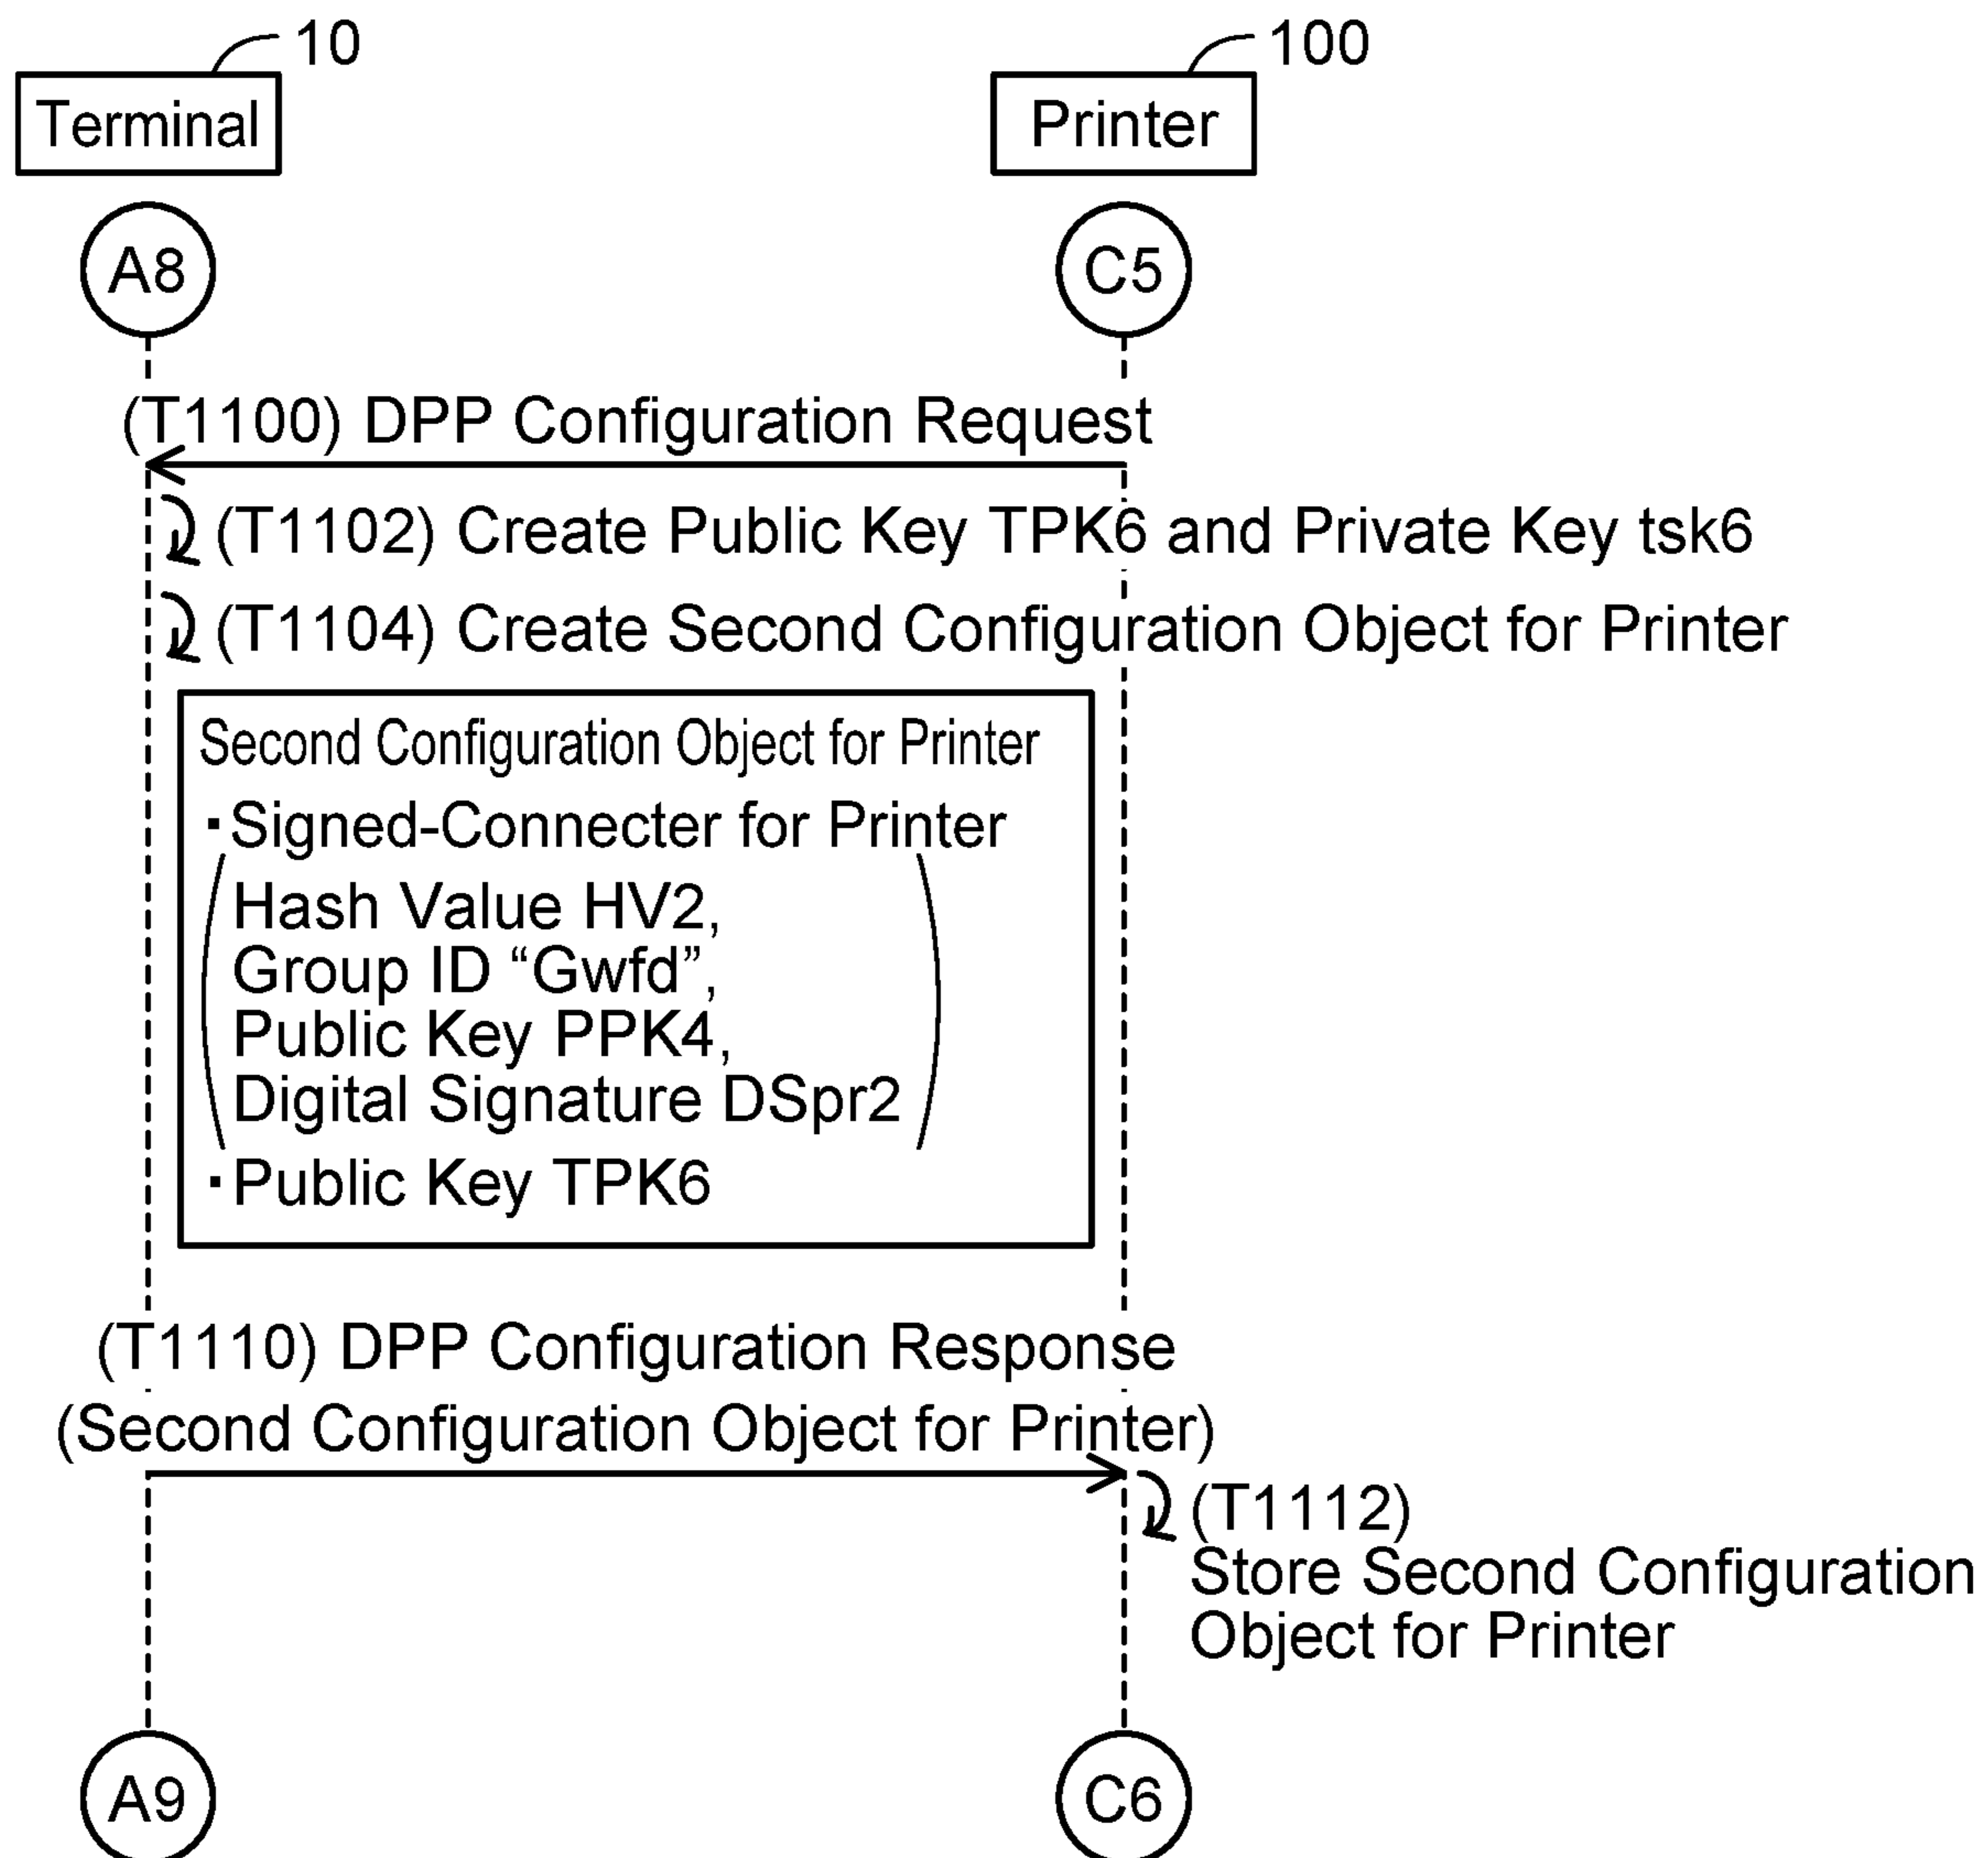 10
100
Terminal
Printer
A8
C5
(T1100) DPP Configuration Request
(T1102) Create Public Key TPK6 and Private Key tsk6
(T1104) Create Second Configuration Object for Printer
Second Configuration Object for Printer
・Signed-Connecter for Printer
Hash Value HV2,
Group ID “Gwfd”,
Public Key PPK4,
Digital Signature DSpr2
・Public Key TPK6
(T1110) DPP Configuration Response
(Second Configuration Object for Printer)
(T1112)
Store Second Configuration
Object for Printer
A9
C6